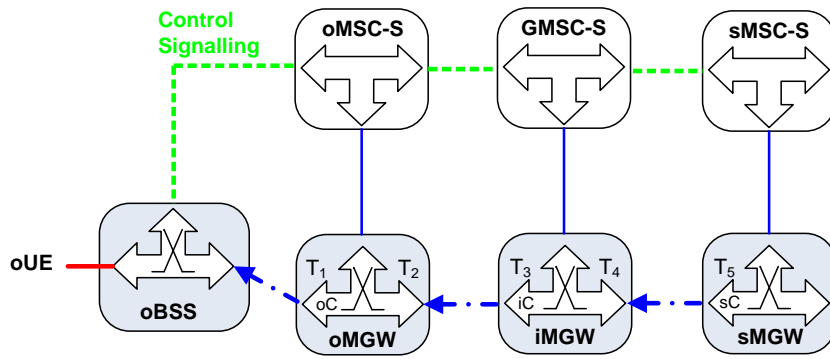 Control
Signalling
oMSC-S
GMSC-S
sMSC-S
oUE
oBSS
T1
T2
oC
oMGW
T3
T4
iC
iMGW
T5
sC
sMGW